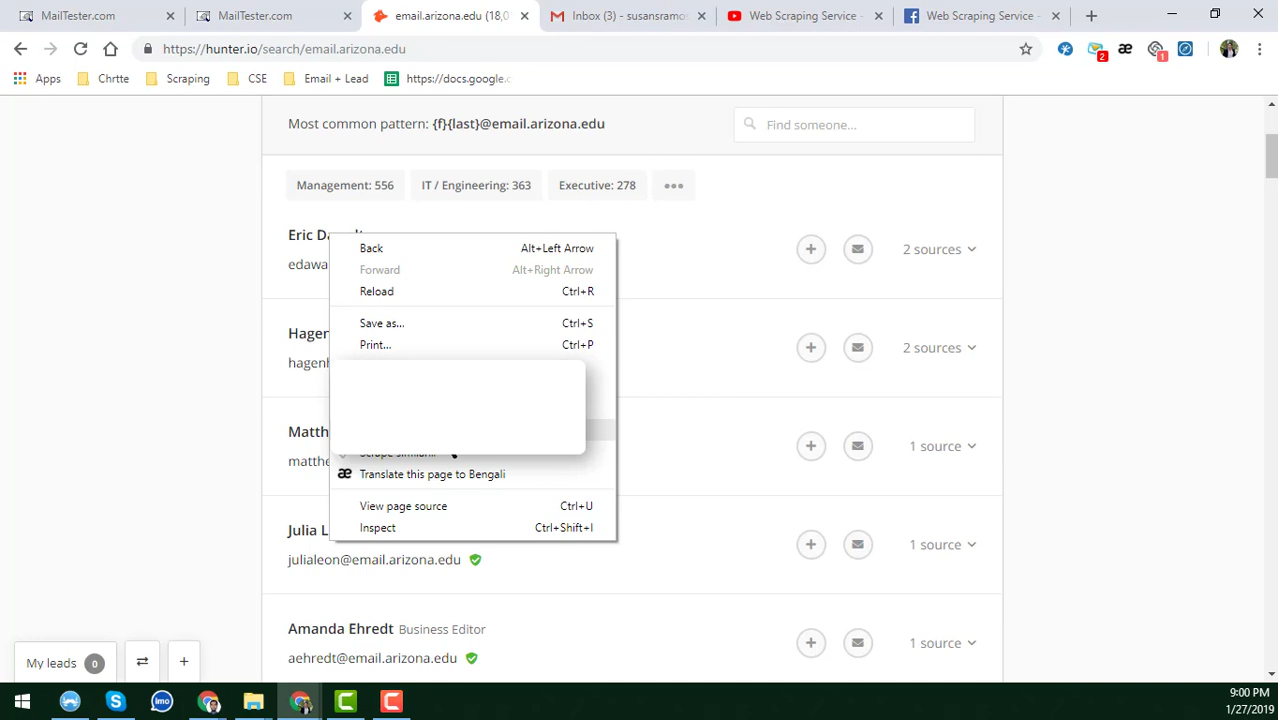 MailTester.com
MailTester.com
email.arizona.edu (18,0
Inbox (3) - susansramos
Web Scraping Service -
Web Scraping Service -
https://hunter.io/search/email.arizona.edu
2
1
Apps
Chrtte
Scraping
CSE
Email + Lead
https://docs.google.c
Most common pattern: {f}{last}@email.arizona.edu
Find someone...
Management: 556
IT / Engineering: 363
Executive: 278
Eric
edawa
2 sources
Hagen
2 sources
Matth
matthe
1 source
Back Alt+Left Arrow
Forward Alt+Right Arrow
Reload Ctrl+R
Save as... Ctrl+S
Print... Ctrl+P
Translate this page to Bengali
View page source Ctrl+U
Inspect Ctrl+Shift+I
Julia L
julialeon@email.arizona.edu
1 source
Amanda Ehredt Business Editor
aehredt@email.arizona.edu
1 source
My leads 0
imo
9:00 PM
1/27/2019